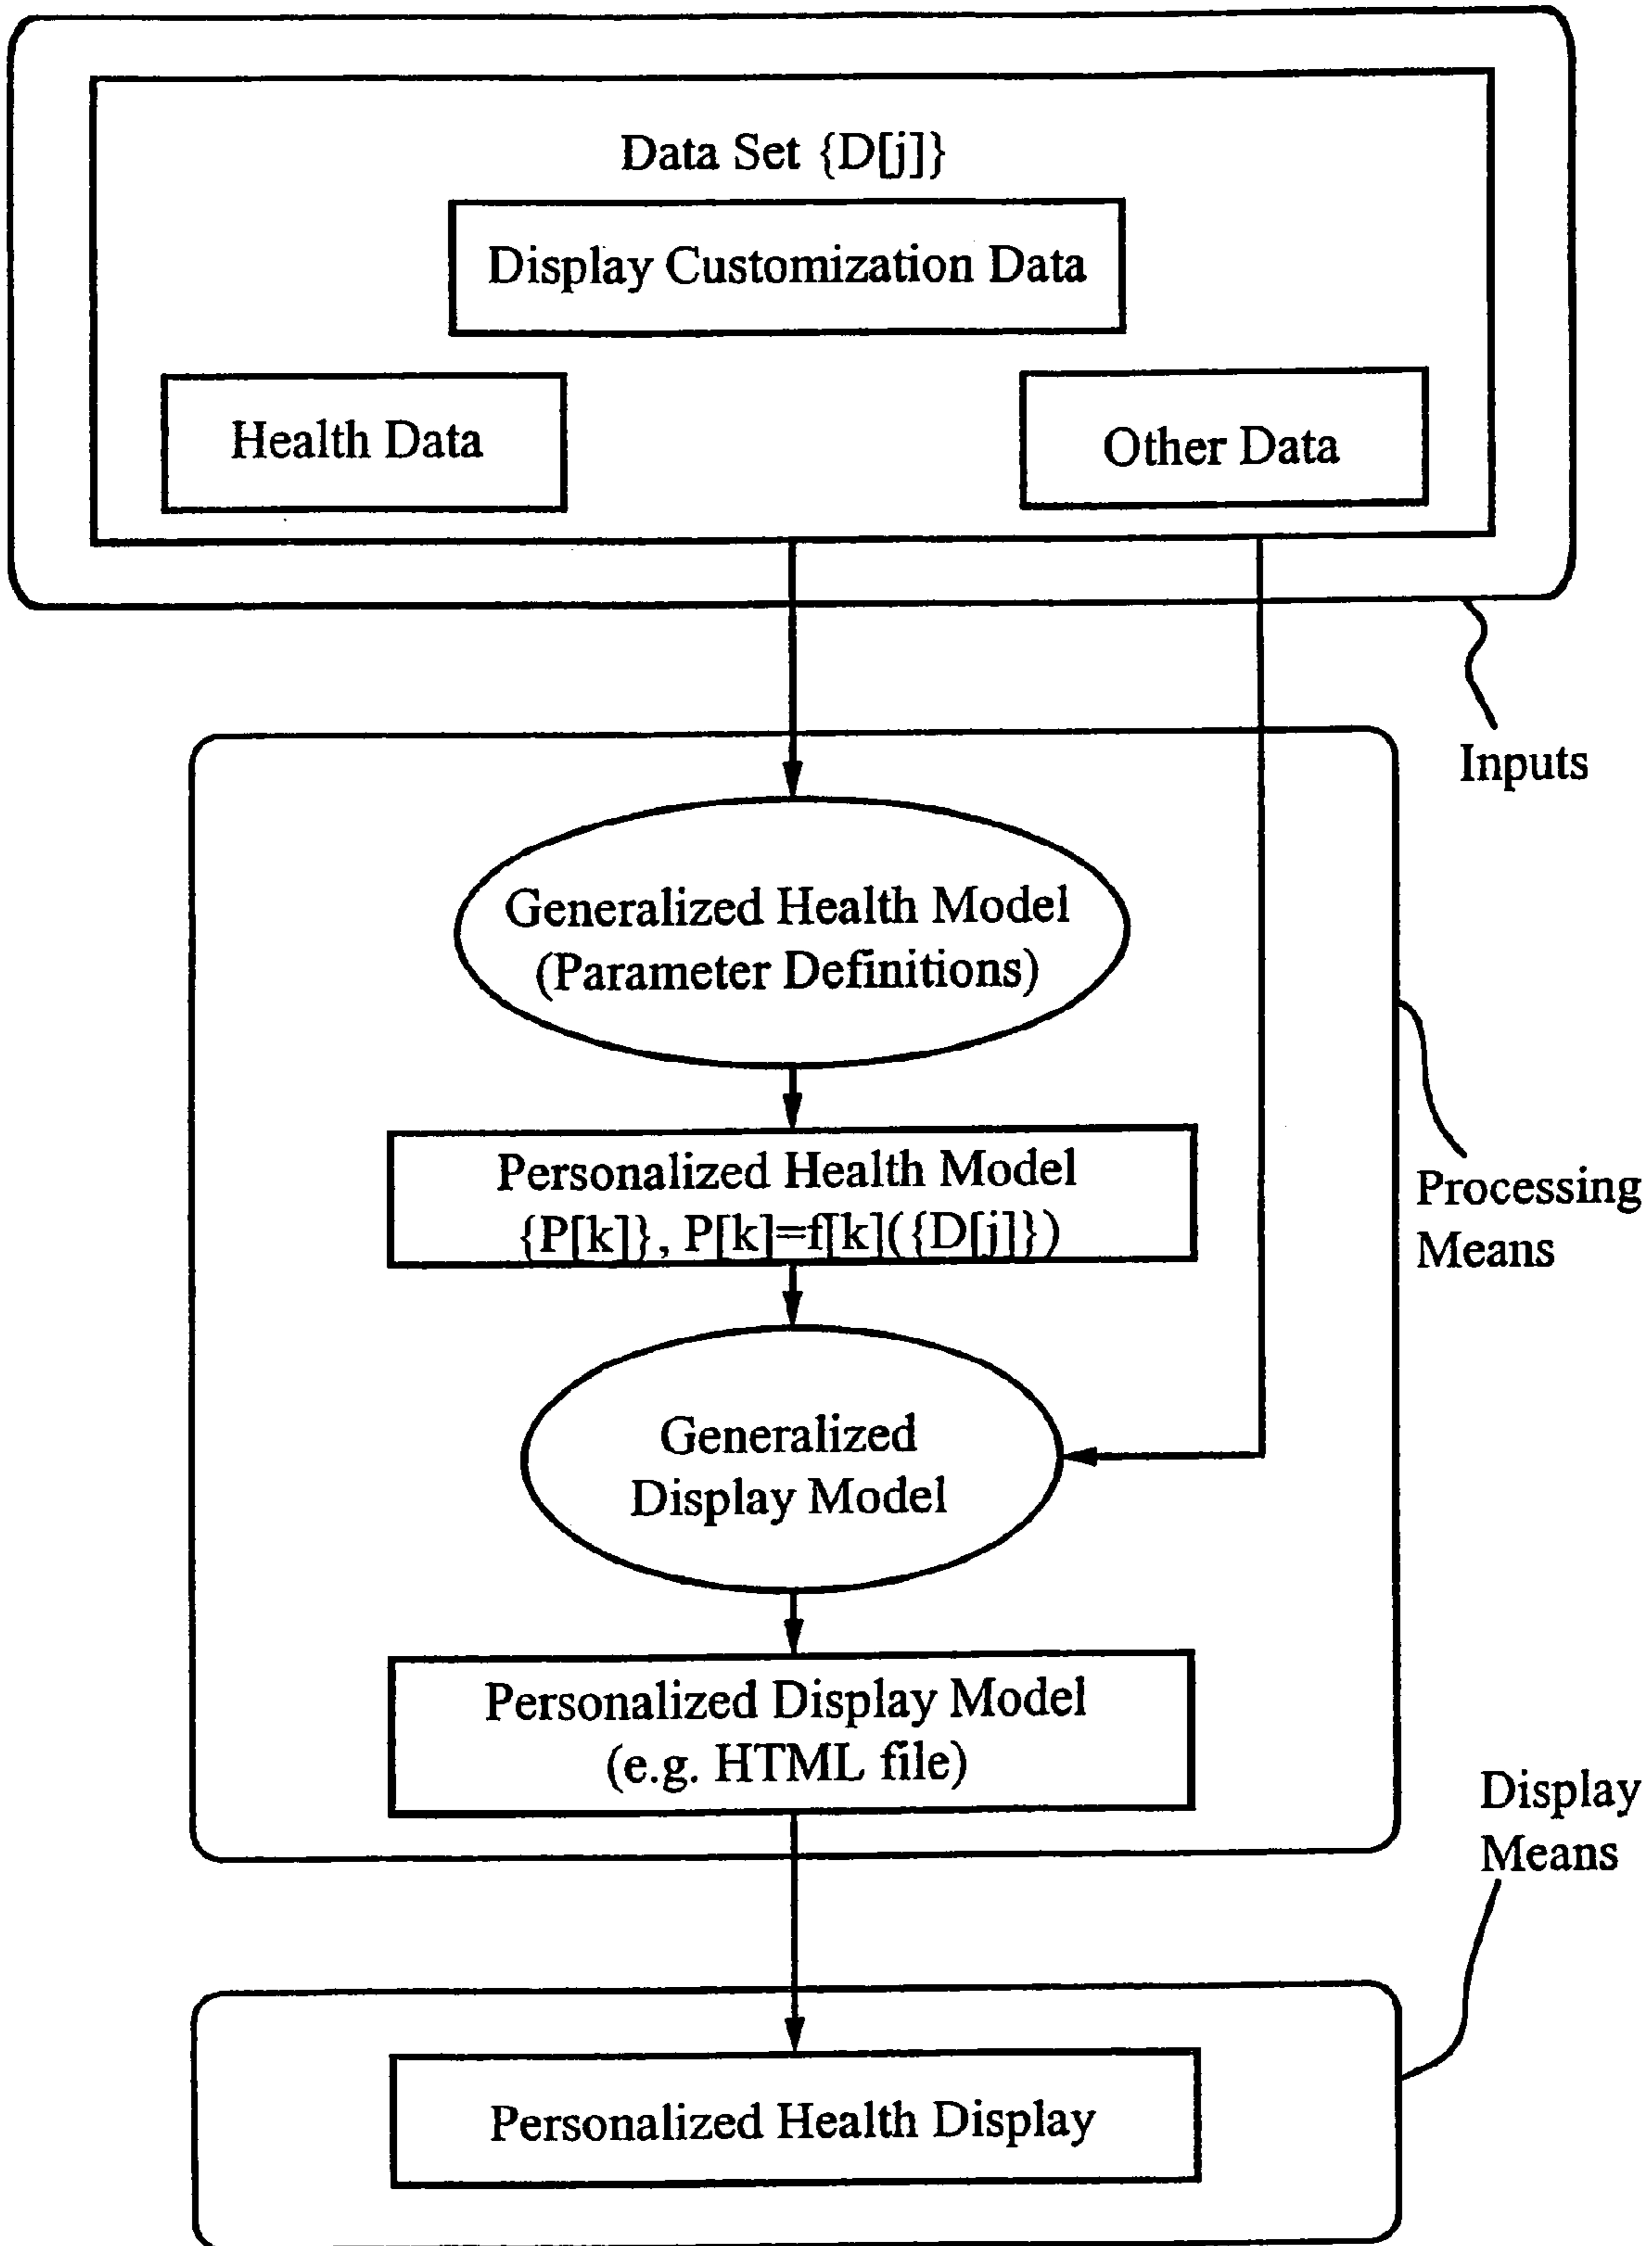 Data Set {D[j]}
Display Customization Data
Health Data
Other Data
Inputs
Generalized Health Model
(Parameter Definitions)
Personalized Health Model
{P[k]}, P[k]=f[k]({D[j]})
Processing
Means
Generalized
Display Model
Personalized Display Model
(e.g. HTML file)
Display
Means
Personalized Health Display